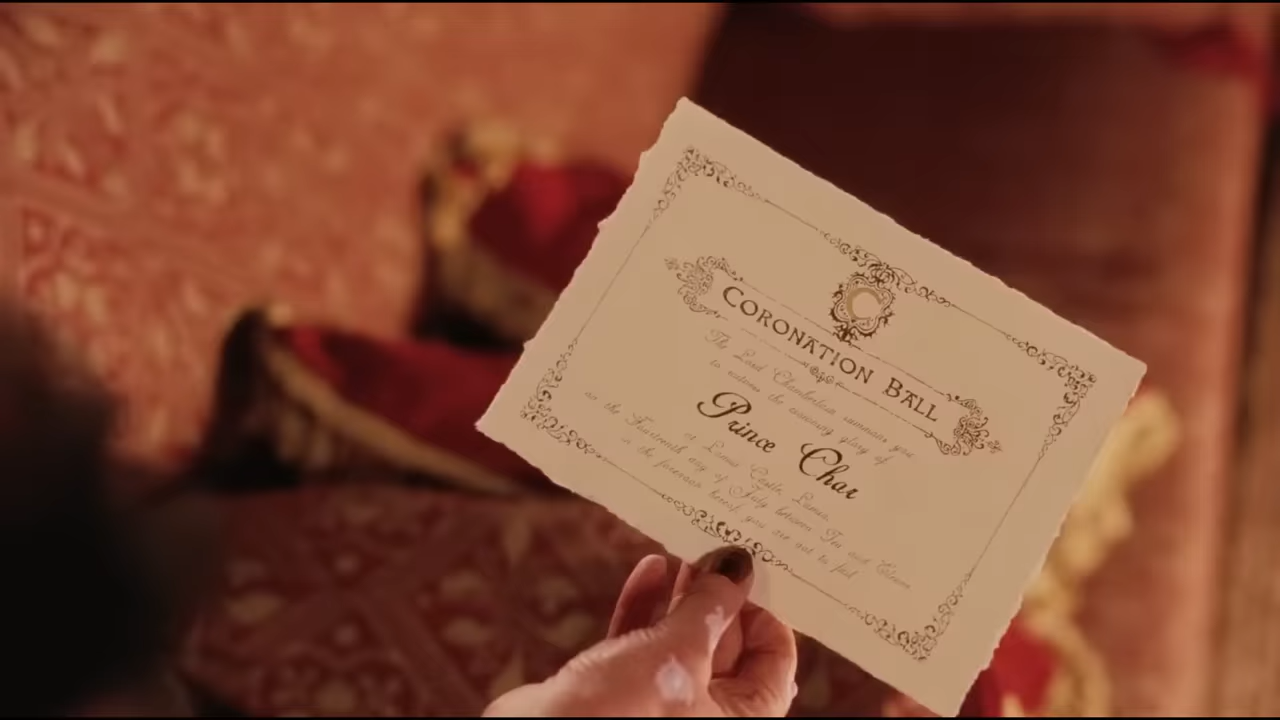 C
CORONATION BALL
The Lord Chamberlain summons you
to witness the crowning glory of
Prince Char
at Lamia Castle, Lamia,
on the Fourteenth day of July between Ten and Eleven
in the forenoon hereof you are not to fail